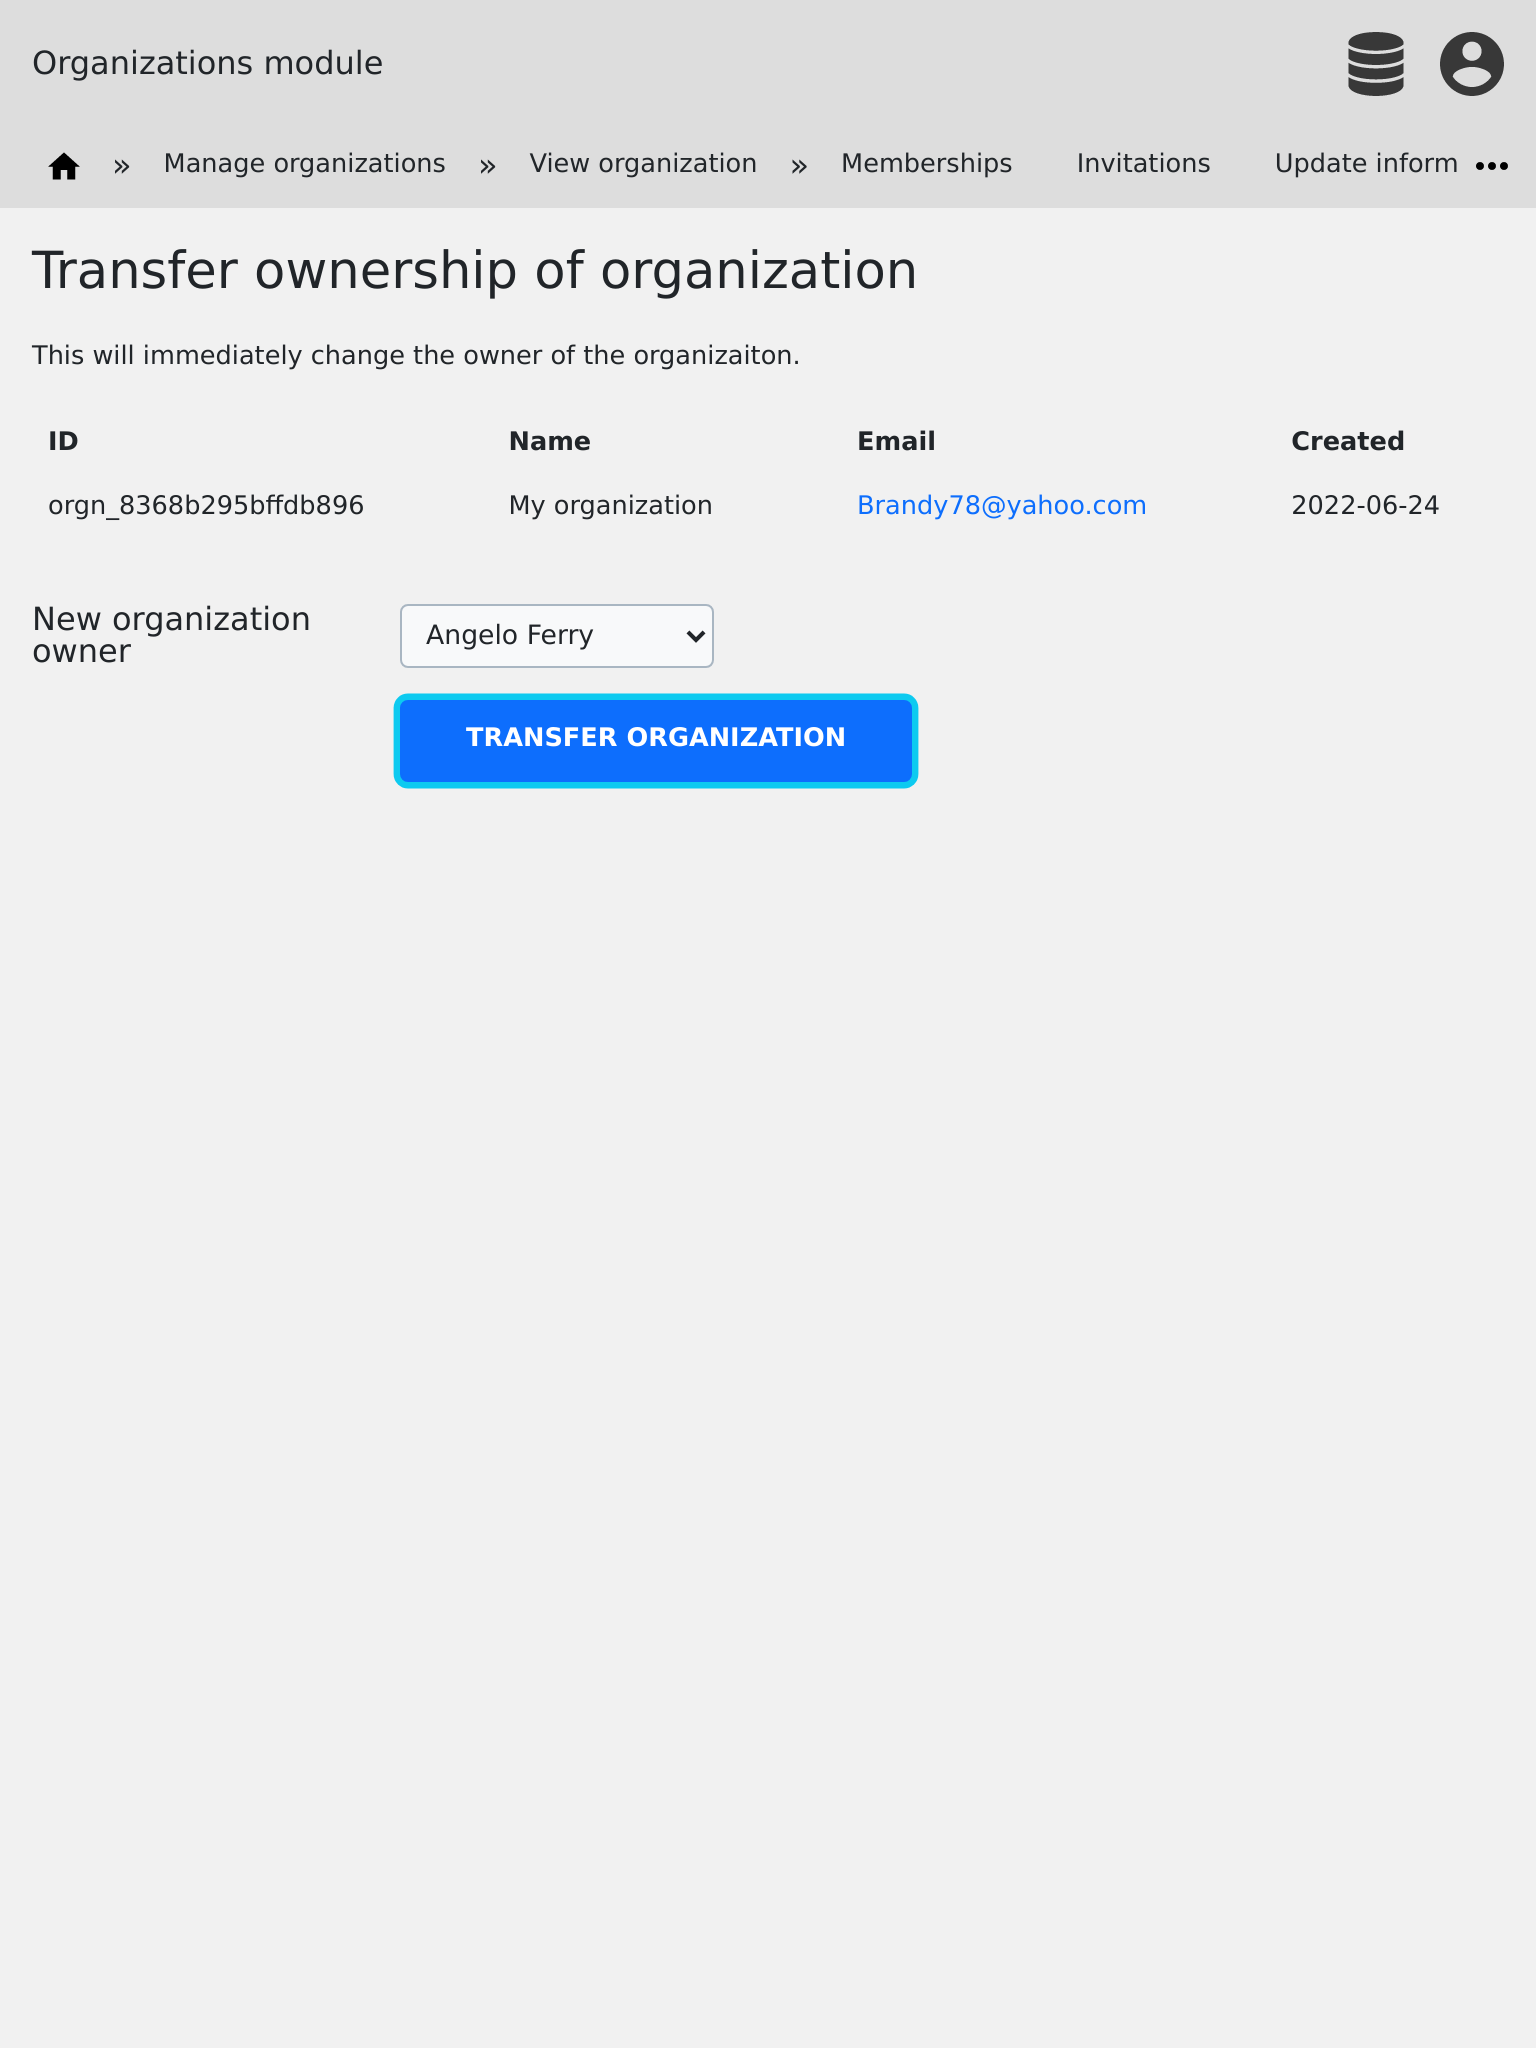 Organizations module
» Manage organizations » View organization » Memberships Invitations Update inform
Transfer ownership of organization
This will immediately change the owner of the organizaiton.
ID Name Email Created
orgn_8368b295bffdb896 My organization Brandy78@yahoo.com 2022-06-24
New organization
owner
Angelo Ferry
TRANSFER ORGANIZATION